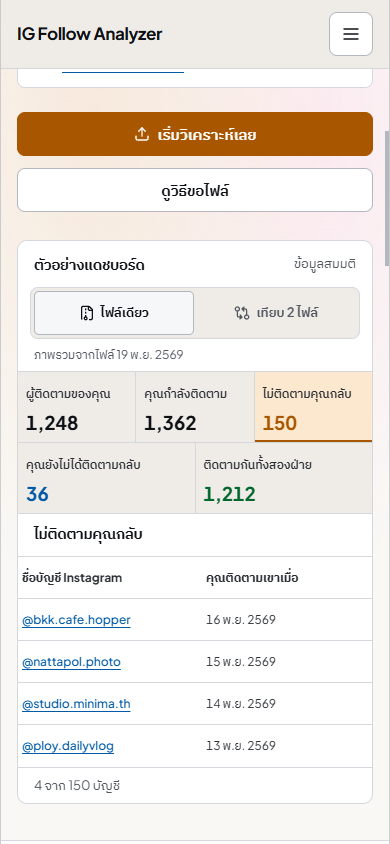 IG Follow Analyzer
เริ่มวิเคราะห์เลย
ดูวิธีขอไฟล์
ตัวอย่างแดชบอร์ด ข้อมูลสมมติ
ไฟล์เดียว เทียบ 2 ไฟล์
ภาพรวมจากไฟล์ 19 พ.ย. 2569
ผู้ติดตามของคุณ คุณกำลังติดตาม ไม่ติดตามคุณกลับ
1,248 1,362 150
คุณยังไม่ได้ติดตามกลับ ติดตามกันทั้งสองฝ่าย
36 1,212
ไม่ติดตามคุณกลับ
ชื่อบัญชี Instagram คุณติดตามเขาเมื่อ
@bkk.cafe.hopper 16 พ.ย. 2569
@nattapol.photo 15 พ.ย. 2569
@studio.minima.th 14 พ.ย. 2569
@ploy.dailyvlog 13 พ.ย. 2569
4 จาก 150 บัญชี